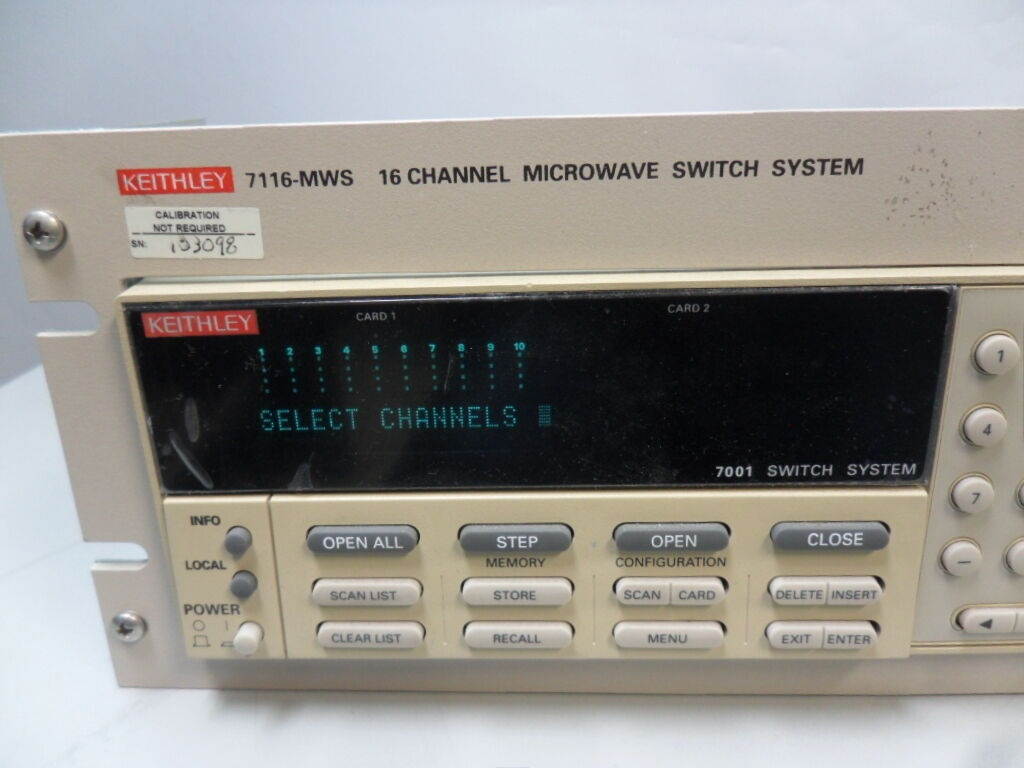 KEITHLEY 7116-MWS 16 CHANNEL MICROWAVE SWITCH SYSTEM
CALIBRATION
NOT REQUIRED
SN: 133098
KEITHLEY CARD 1 CARD 2
1 2 3 4 5 6 7 8 9 10
SELECT CHANNELS
7001 SWITCH SYSTEM
INFO
LOCAL
POWER
OPEN ALL STEP OPEN CLOSE
MEMORY CONFIGURATION
SCAN LIST STORE SCAN CARD DELETE INSERT
CLEAR LIST RECALL MENU EXIT ENTER
1
4
7
–